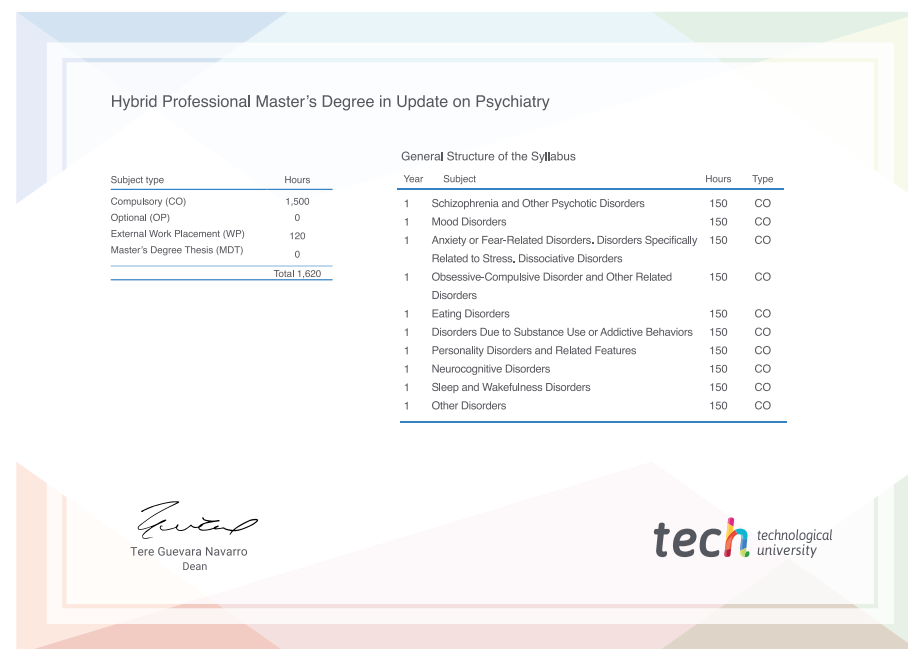 Hybrid Professional Master's Degree in Update on Psychiatry
Subject type Hours
Compulsory (CO) 1,500
Optional (OP) 0
External Work Placement (WP) 120
Master's Degree Thesis (MDT) 0
Total 1,620
General Structure of the Syllabus
Year Subject Hours Type
1 Schizophrenia and Other Psychotic Disorders 150 CO
1 Mood Disorders 150 CO
1 Anxiety or Fear-Related Disorders. Disorders Specifically 150 CO
Related to Stress. Dissociative Disorders
1 Obsessive-Compulsive Disorder and Other Related 150 CO
Disorders
1 Eating Disorders 150 CO
1 Disorders Due to Substance Use or Addictive Behaviors 150 CO
1 Personality Disorders and Related Features 150 CO
1 Neurocognitive Disorders 150 CO
1 Sleep and Wakefulness Disorders 150 CO
1 Other Disorders 150 CO
Tere Guevara Navarro
Dean
tech technological
university